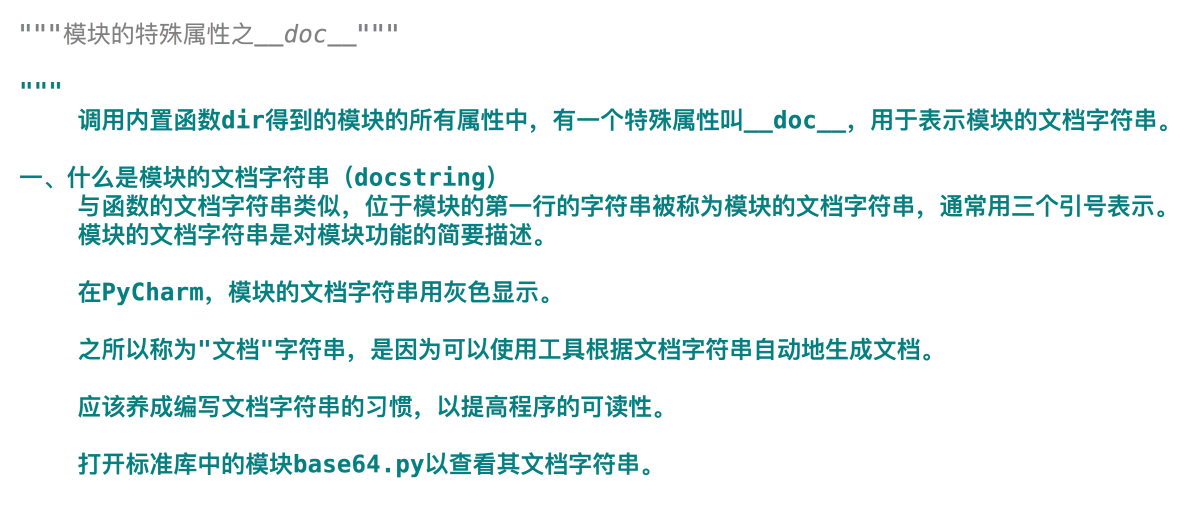 """模块的特殊属性之__doc__"""
"""
调用内置函数dir得到的模块的所有属性中，有一个特殊属性叫__doc__，用于表示模块的文档字符串。
一、什么是模块的文档字符串（docstring）
与函数的文档字符串类似，位于模块的第一行的字符串被称为模块的文档字符串，通常用三个引号表示。
模块的文档字符串是对模块功能的简要描述。
在PyCharm，模块的文档字符串用灰色显示。
之所以称为"文档"字符串，是因为可以使用工具根据文档字符串自动地生成文档。
应该养成编写文档字符串的习惯，以提高程序的可读性。
打开标准库中的模块base64.py以查看其文档字符串。